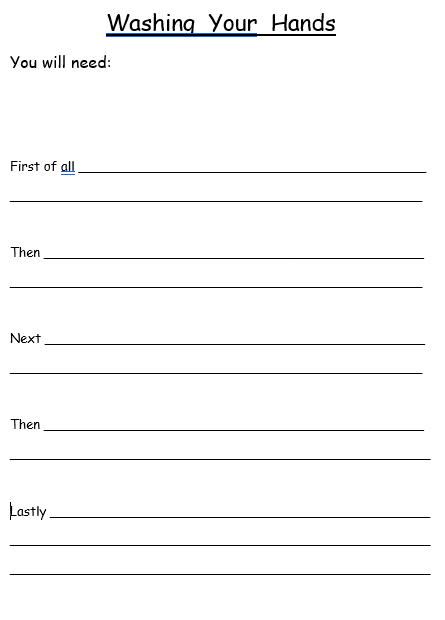 Washing Your Hands
You will need:
First of all
Then
Next
Then
Lastly